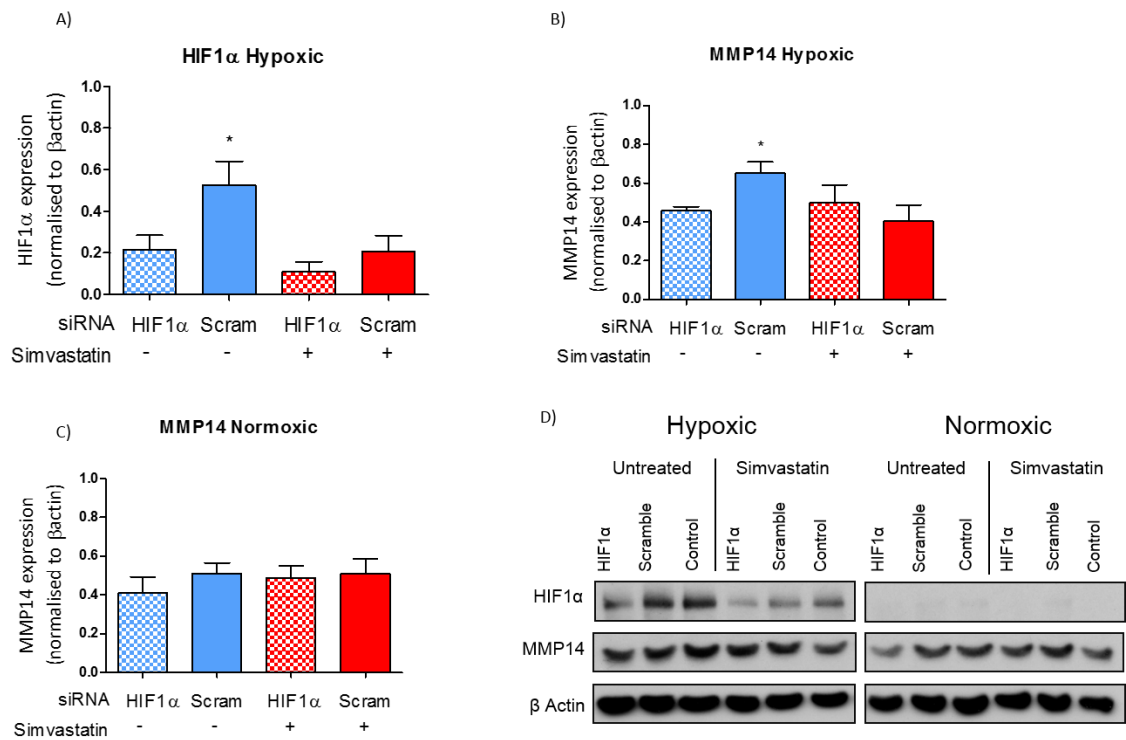 A)
HIF1α Hypoxic
HIF1α expression
(normalised to βactin)
1.0
0.8
0.6
0.4
0.2
0.0
*
siRNA HIF1α Scram HIF1α Scram
Simvastatin - - + +
B)
MMP14 Hypoxic
MMP14 expression
(normalised to βactin)
1.0
0.8
0.6
0.4
0.2
0.0
*
siRNA HIF1α Scram HIF1α Scram
Simvastatin - - + +
C)
MMP14 Normoxic
MMP14 expression
(normalised to βactin)
1.0
0.8
0.6
0.4
0.2
0.0
siRNA HIF1α Scram HIF1α Scram
Simvastatin - - + +
D)
Hypoxic Normoxic
Untreated Simvastatin Untreated Simvastatin
HIF1α Scramble Control HIF1α Scramble Control HIF1α Scramble Control HIF1α Scramble Control
HIF1α
MMP14
β Actin